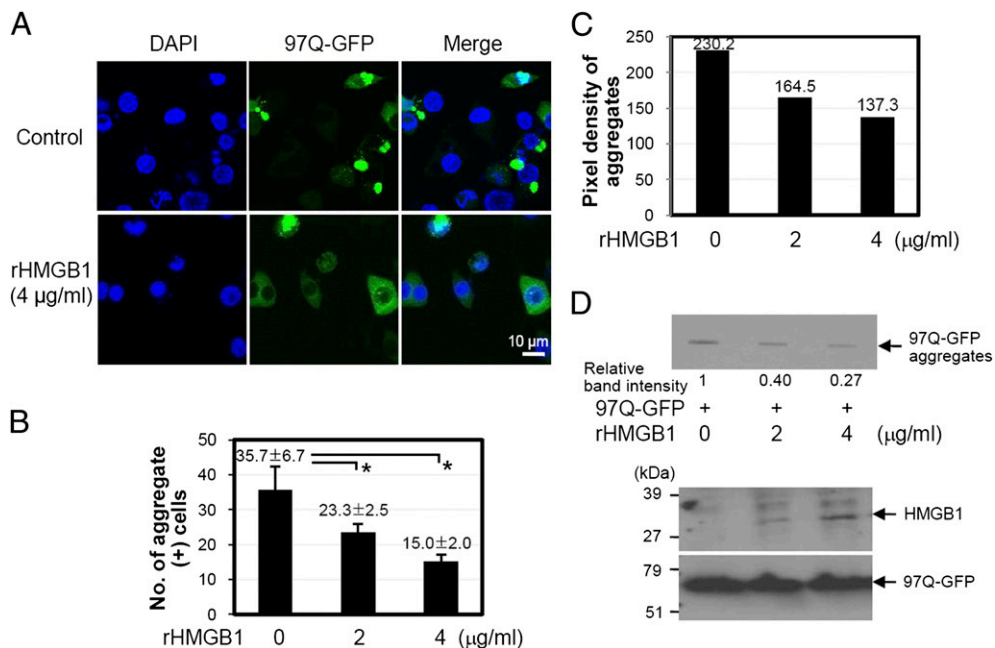 A
DAPI 97Q-GFP Merge
Control
rHMGB1
(4 µg/ml)
10 µm
B
No. of aggregate
(+) cells
50
40
30
20
10
0
35.7±6.7
23.3±2.5
15.0±2.0
*
*
rHMGB1 0 2 4 (µg/ml)
C
Pixel density of
aggregates
250
200
150
100
50
0
230.2
164.5
137.3
rHMGB1 0 2 4 (µg/ml)
D
97Q-GFP
aggregates
Relative
band intensity 1 0.40 0.27
97Q-GFP + + +
rHMGB1 0 2 4 (µg/ml)
(kDa)
39
HMGB1
27
79
97Q-GFP
51